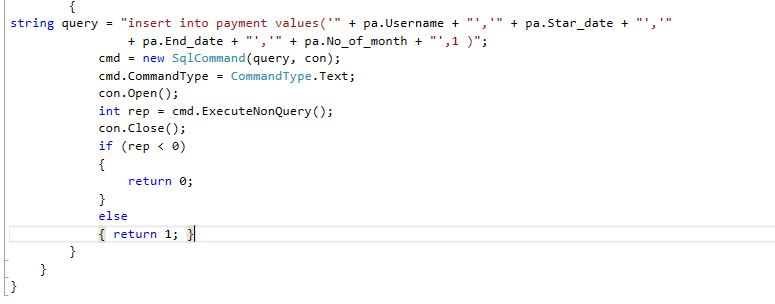 {
string query = "insert into payment values('" + pa.Username + "','" + pa.Star_date + "','"
+ pa.End_date + "','" + pa.No_of_month + "',1 )";
cmd = new SqlCommand(query, con);
cmd.CommandType = CommandType.Text;
con.Open();
int rep = cmd.ExecuteNonQuery();
con.Close();
if (rep < 0)
{
return 0;
}
else
{ return 1; }
}
}
}